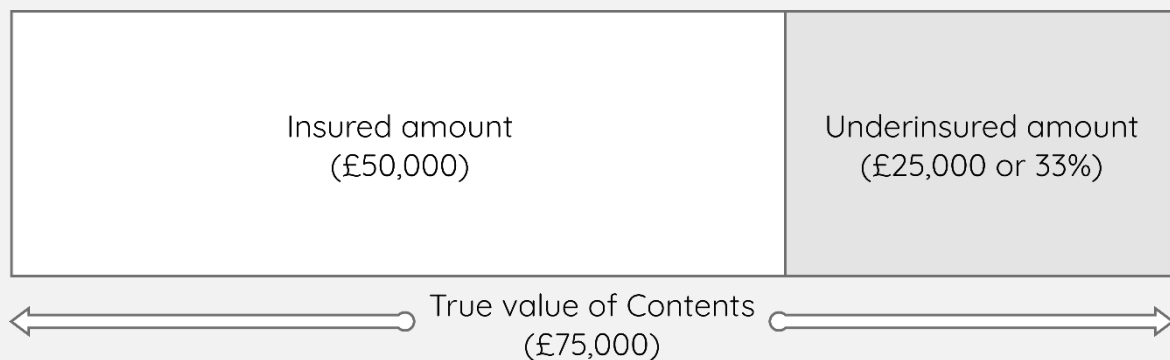 Insured amount
(£50,000)
Underinsured amount
(£25,000 or 33%)
True value of Contents
(£75,000)